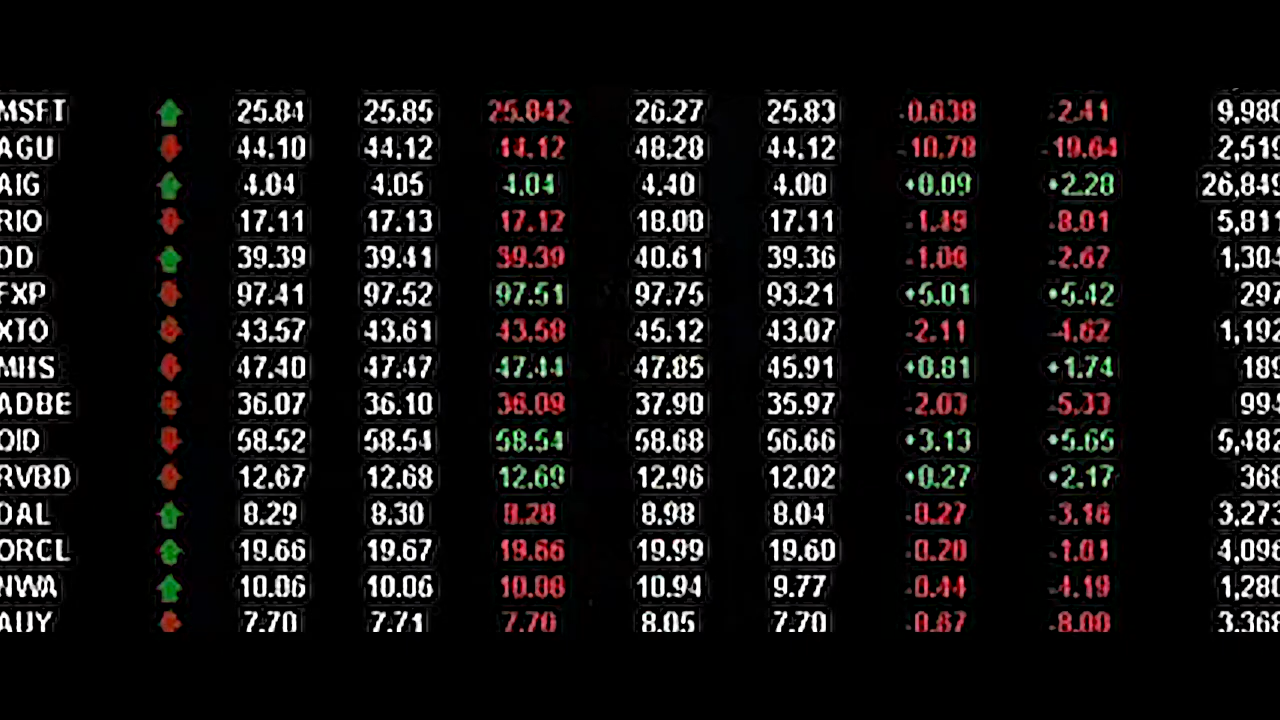 MSFT 25.84 25.85 25.842 26.27 25.83 -0.638 -2.41 9,980
AGU 44.10 44.12 44.12 48.28 44.12 -10.78 -19.64 2,519
AIG 4.04 4.05 4.04 4.40 4.00 +0.09 +2.28 26,849
RIO 17.11 17.13 17.12 18.00 17.11 -1.49 -8.01 5,811
OD 39.39 39.41 39.39 40.61 39.36 -1.08 -2.67 1,304
FXP 97.41 97.52 97.51 97.75 93.21 +5.01 +5.42 297
XTO 43.57 43.61 43.58 45.12 43.07 -2.11 -4.62 1,192
MHS 47.40 47.47 47.44 47.85 45.91 +0.81 +1.74 189
ADBE 36.07 36.10 36.09 37.90 35.97 -2.03 -5.33 994
OID 58.52 58.54 58.54 58.68 56.66 +3.13 +5.65 5,482
RVBD 12.67 12.68 12.69 12.96 12.02 +0.27 +2.17 368
DAL 8.29 8.30 8.28 8.98 8.04 -0.27 -3.16 3,273
ORCL 19.66 19.67 19.66 19.99 19.60 -0.20 -1.01 4,098
NWA 10.06 10.06 10.06 10.94 9.77 -0.44 -4.19 1,280
AUY 7.70 7.71 7.70 8.05 7.70 -0.67 -8.00 3,368